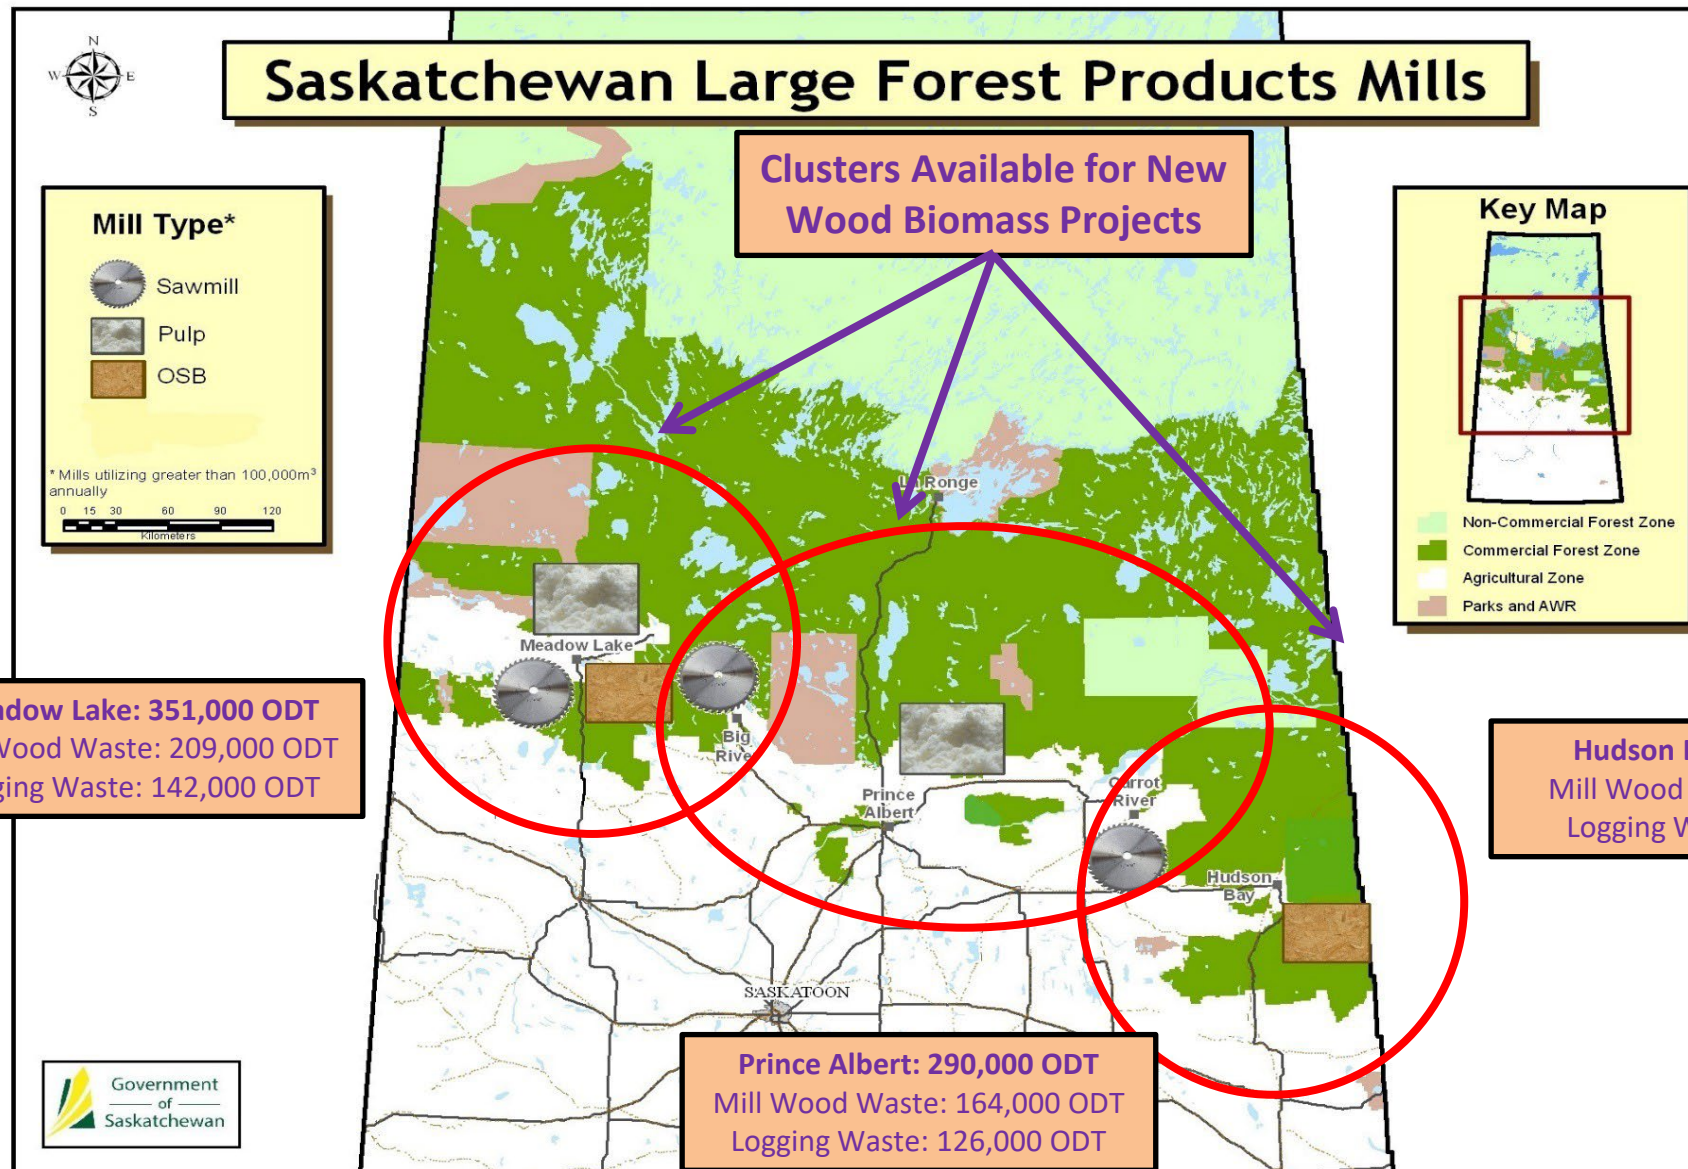 N
W E
S
Saskatchewan Large Forest Products Mills
Clusters Available for New
Wood Biomass Projects
Mill Type*
Sawmill
Pulp
OSB
* Mills utilizing greater than 100,000m³
annually
0 15 30 60 90 120
Kilometers
Key Map
Non-Commercial Forest Zone
Commercial Forest Zone
Agricultural Zone
Parks and AWR
Ronge
Meadow Lake
Big
River
Prince
Albert
Carrot
River
Hudson
Bay
SASKATOON
Lake: 351,000 ODT
Wood Waste: 209,000 ODT
Waste: 142,000 ODT
Hudson
Mill Wood
Logging
Prince Albert: 290,000 ODT
Mill Wood Waste: 164,000 ODT
Logging Waste: 126,000 ODT
Government
of
Saskatchewan